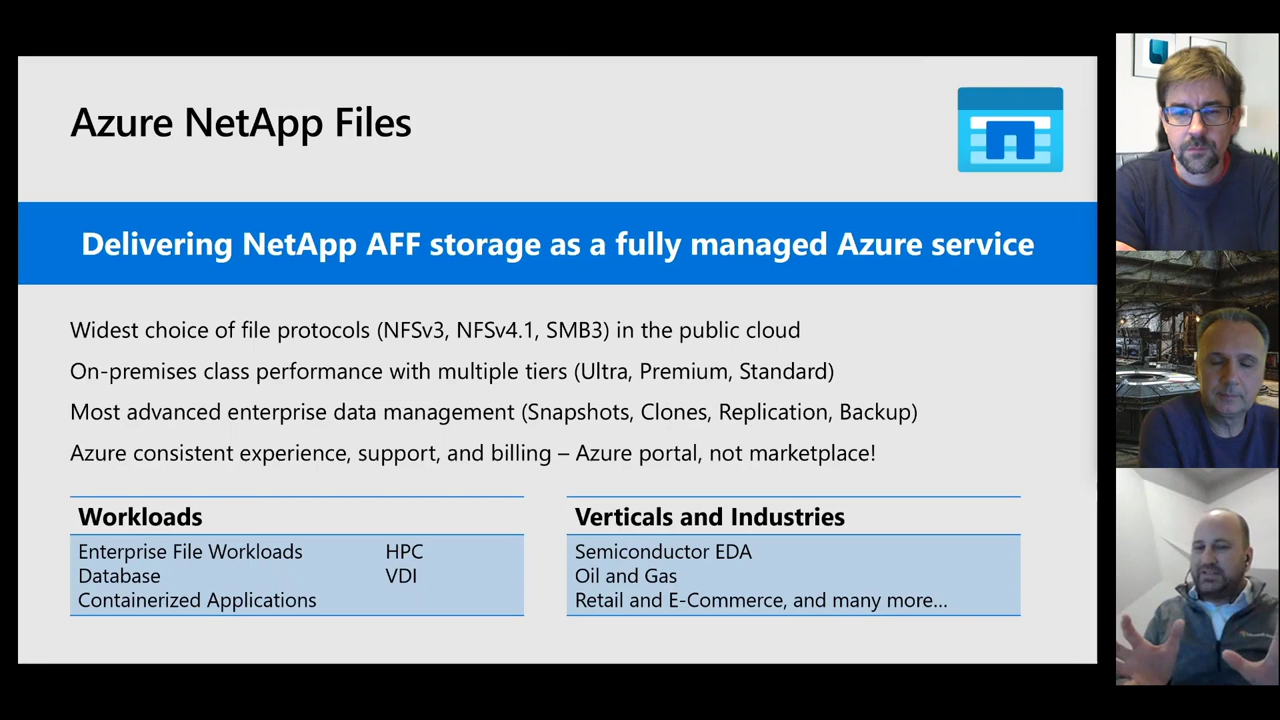 Azure NetApp Files
Delivering NetApp AFF storage as a fully managed Azure service
Widest choice of file protocols (NFSv3, NFSv4.1, SMB3) in the public cloud
On-premises class performance with multiple tiers (Ultra, Premium, Standard)
Most advanced enterprise data management (Snapshots, Clones, Replication, Backup)
Azure consistent experience, support, and billing – Azure portal, not marketplace!
Workloads
Enterprise File Workloads HPC
Database VDI
Containerized Applications
Verticals and Industries
Semiconductor EDA
Oil and Gas
Retail and E-Commerce, and many more...